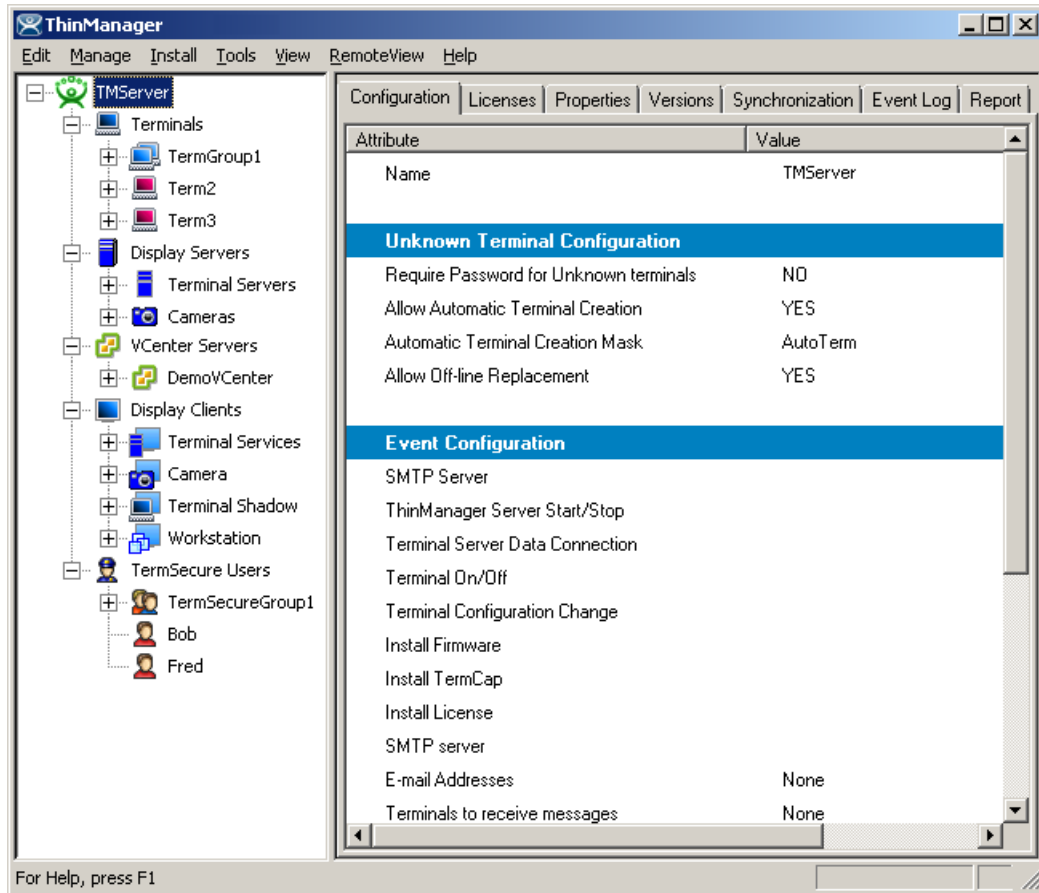 ThinManager
Edit Manage Install Tools View RemoteView Help
TMServer
Terminals
TermGroup1
Term2
Term3
Display Servers
Terminal Servers
Cameras
VCenter Servers
DemoVCenter
Display Clients
Terminal Services
Camera
Terminal Shadow
Workstation
TermSecure Users
TermSecureGroup1
Bob
Fred
Configuration Licenses Properties Versions Synchronization Event Log Report
Attribute Value
Name TMServer
Unknown Terminal Configuration
Require Password for Unknown terminals NO
Allow Automatic Terminal Creation YES
Automatic Terminal Creation Mask AutoTerm
Allow Off-line Replacement YES
Event Configuration
SMTP Server
ThinManager Server Start/Stop
Terminal Server Data Connection
Terminal On/Off
Terminal Configuration Change
Install Firmware
Install TermCap
Install License
SMTP server
E-mail Addresses None
Terminals to receive messages None
For Help, press F1